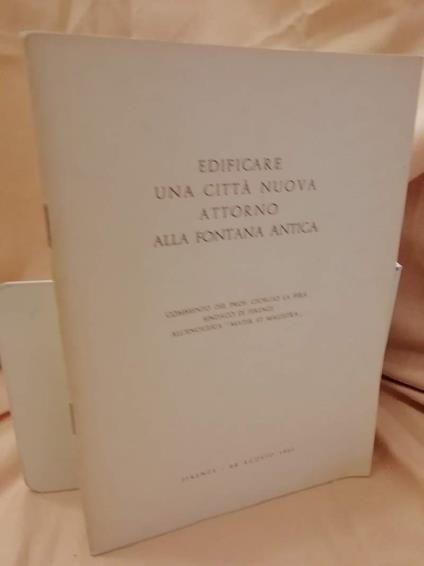 EDIFICARE
UNA CITTÀ NUOVA
ATTORNO
ALLA FONTANA ANTICA
COMMENTO DEL PROF. GIORGIO LA PIRA
SINDACO DI FIRENZE
ALL'ENCICLICA "MATER ET MAGISTRA"
FIRENZE - AGOSTO 1961